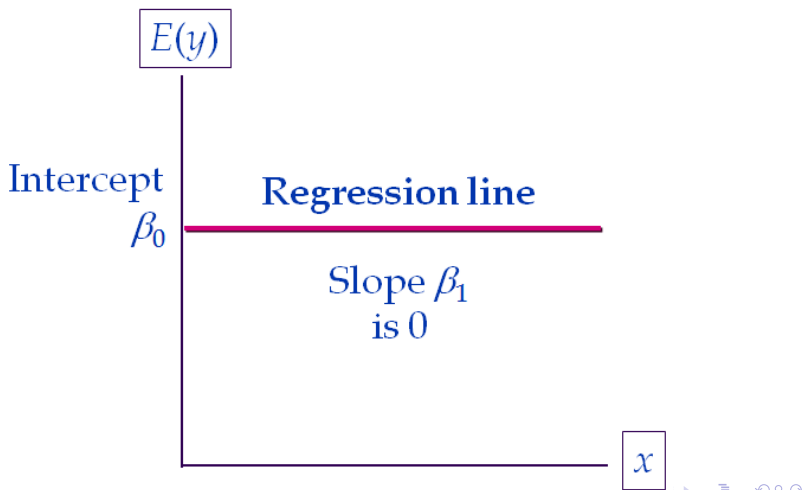 E(y)
Intercept
β₀
Regression line
Slope β₁
is 0
x